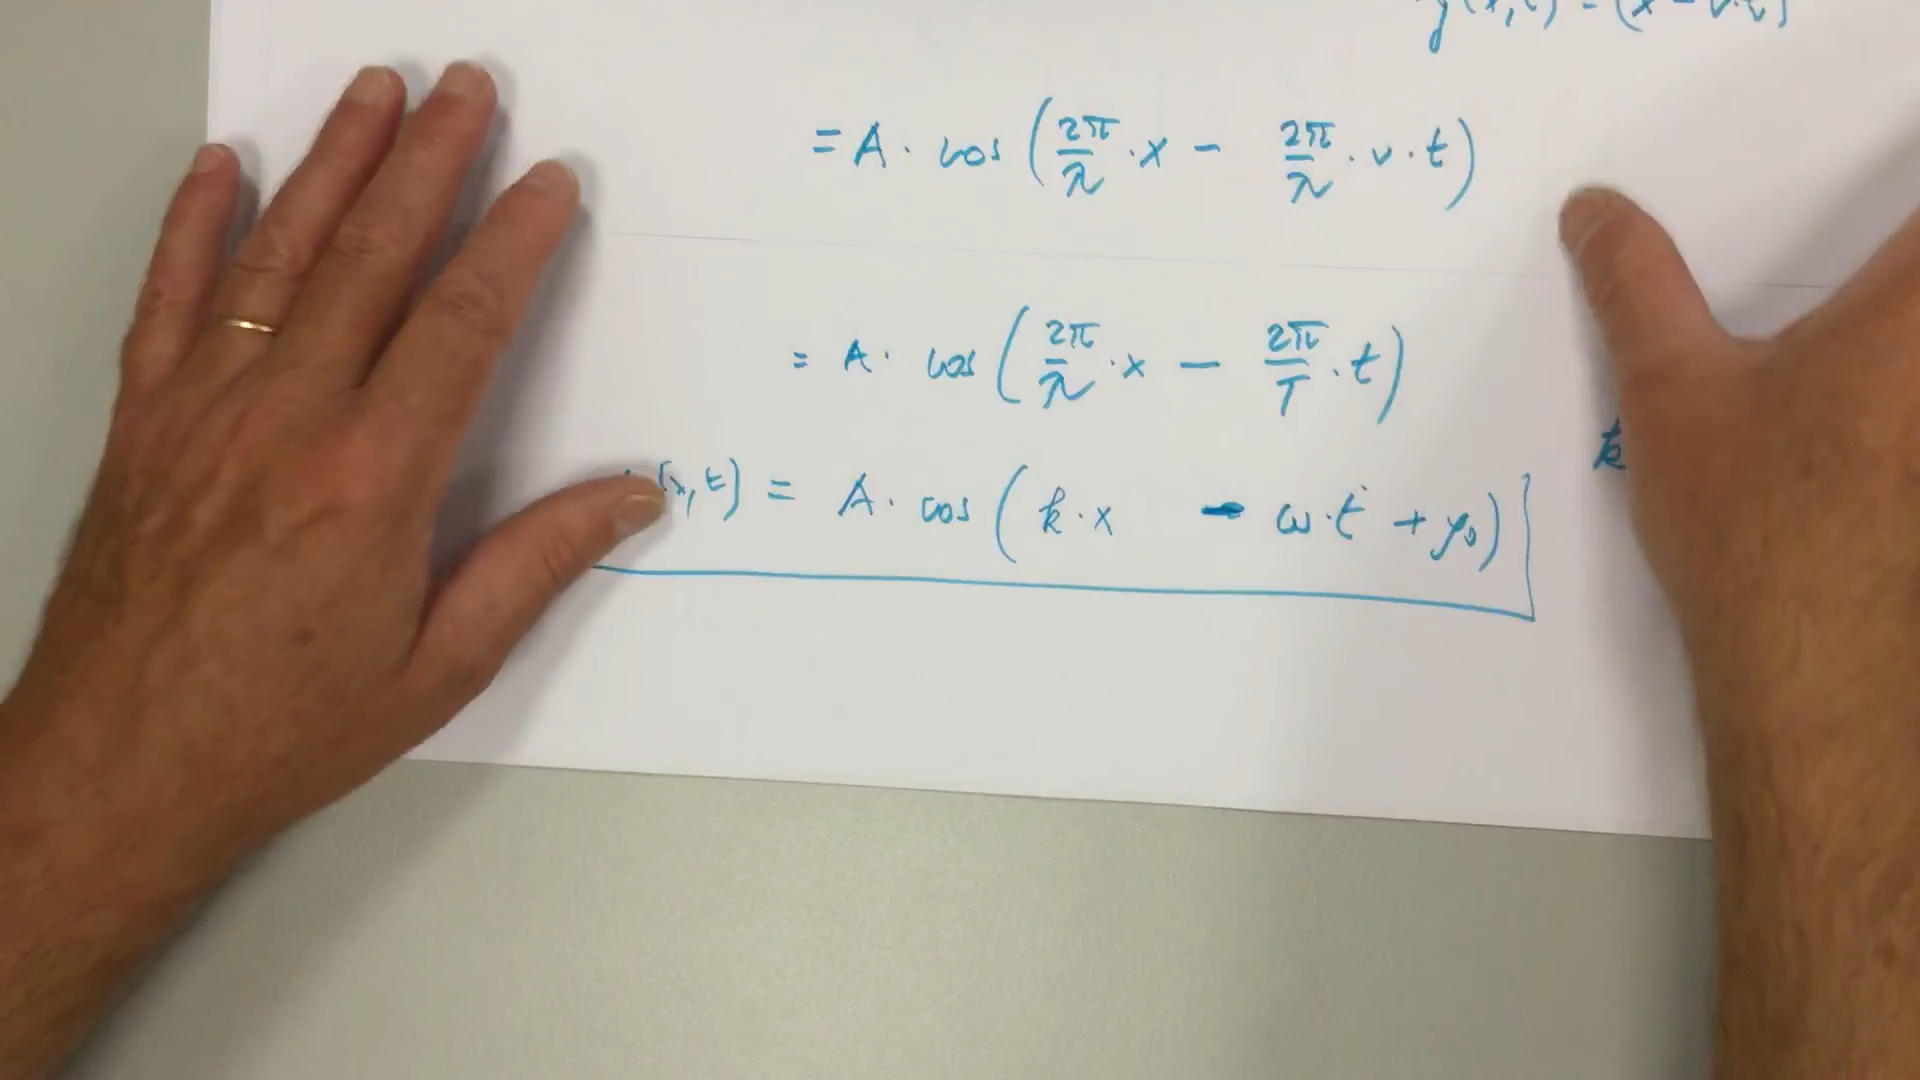 y(x,t) = (x - v·t)
= A · cos (2π/λ · x - 2π/λ · v · t)
= A · cos (2π/λ · x - 2π/T · t)
(x, t) = A · cos (k · x - ω · t + φ₀)
k